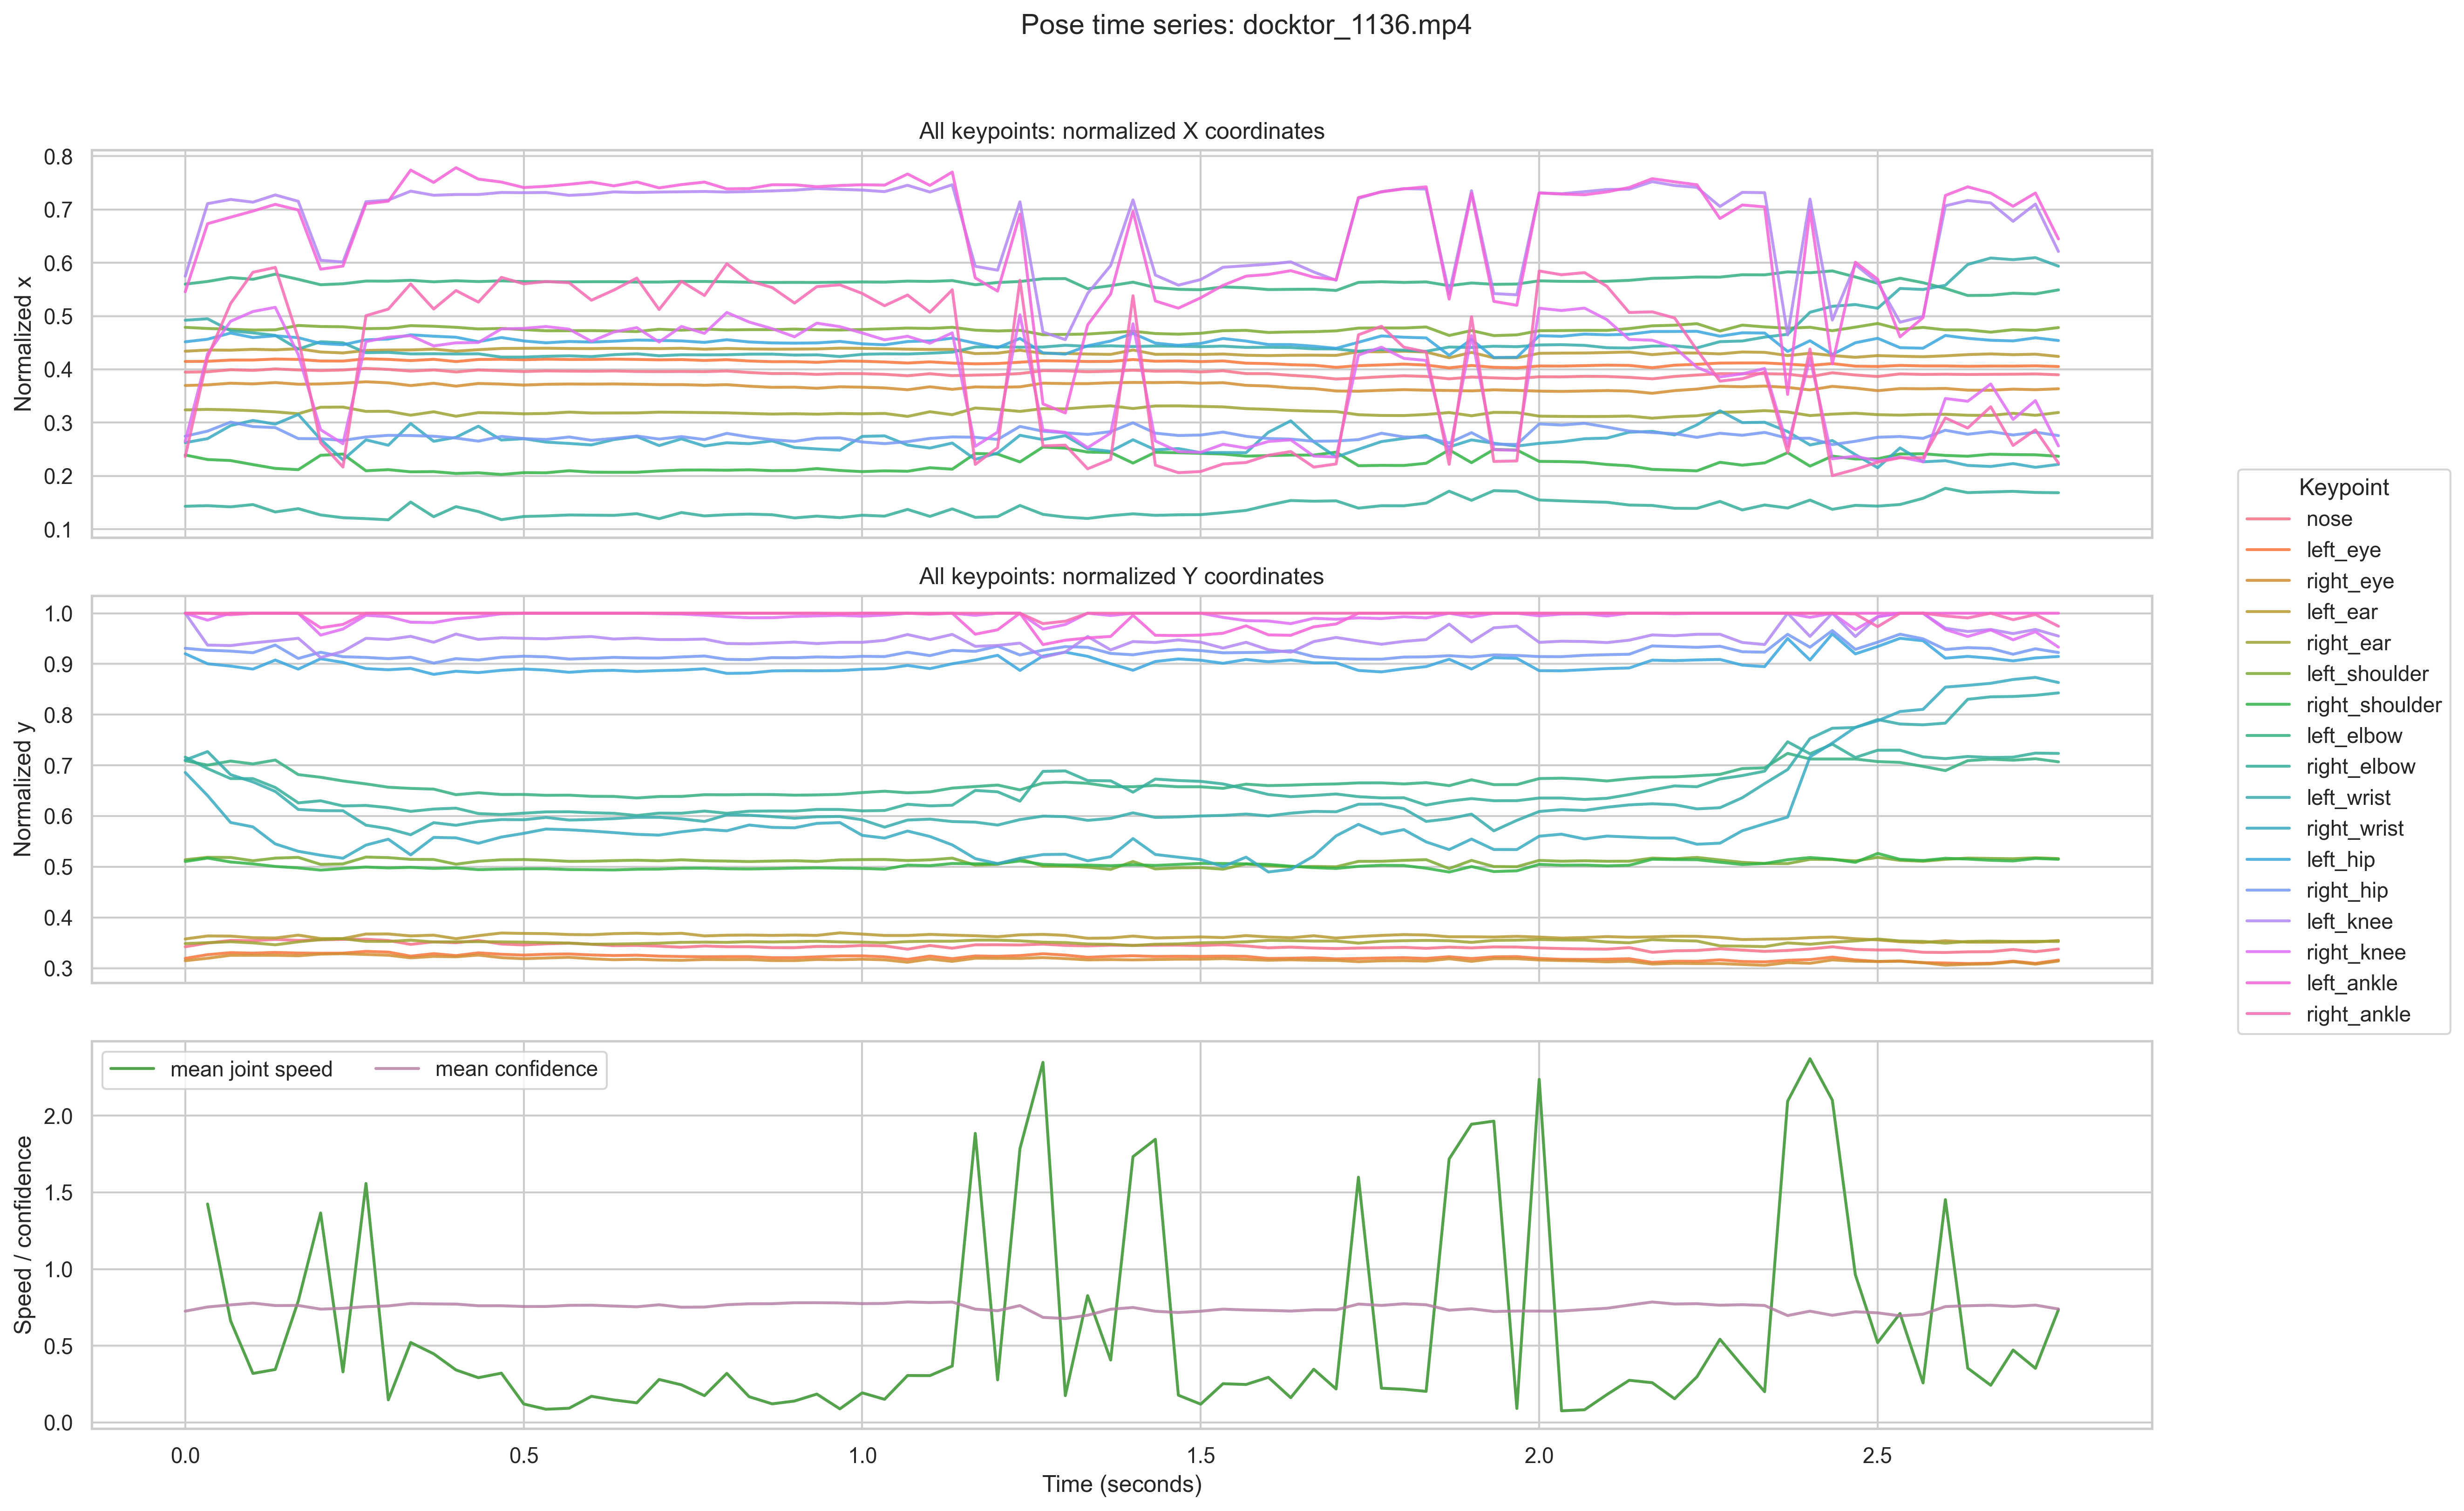 Pose time series: docktor_1136.mp4
All keypoints: normalized X coordinates
Normalized x
0.8
0.7
0.6
0.5
0.4
0.3
0.2
0.1
All keypoints: normalized Y coordinates
Normalized y
1.0
0.9
0.8
0.7
0.6
0.5
0.4
0.3
Speed / confidence
2.0
1.5
1.0
0.5
0.0
mean joint speed
mean confidence
0.0 0.5 1.0 1.5 2.0 2.5
Time (seconds)
Keypoint
nose
left_eye
right_eye
left_ear
right_ear
left_shoulder
right_shoulder
left_elbow
right_elbow
left_wrist
right_wrist
left_hip
right_hip
left_knee
right_knee
left_ankle
right_ankle